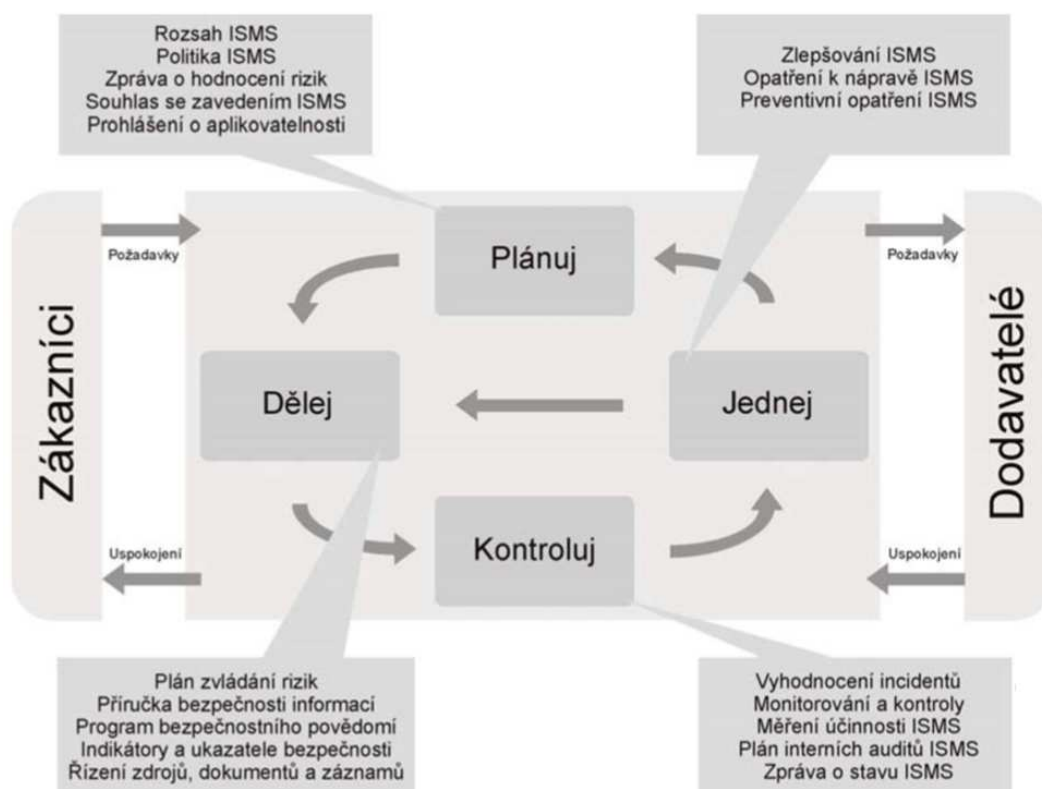 Rozsah ISMS
Politika ISMS
Zpráva o hodnocení rizik
Souhlas se zavedením ISMS
Prohlášení o aplikovatelnosti
Zlepšování ISMS
Opatření k nápravě ISMS
Preventivní opatření ISMS
Zákazníci
Požadavky
Plánuj
Požadavky
Dodavatelé
Dělej
Jednej
Uspokojení
Kontroluj
Uspokojení
Plán zvládání rizik
Příručka bezpečnosti informací
Program bezpečnostního povědomí
Indikátory a ukazatele bezpečnosti
Řízení zdrojů, dokumentů a záznamů
Vyhodnocení incidentů
Monitorování a kontroly
Měření účinnosti ISMS
Plán interních auditů ISMS
Zpráva o stavu ISMS